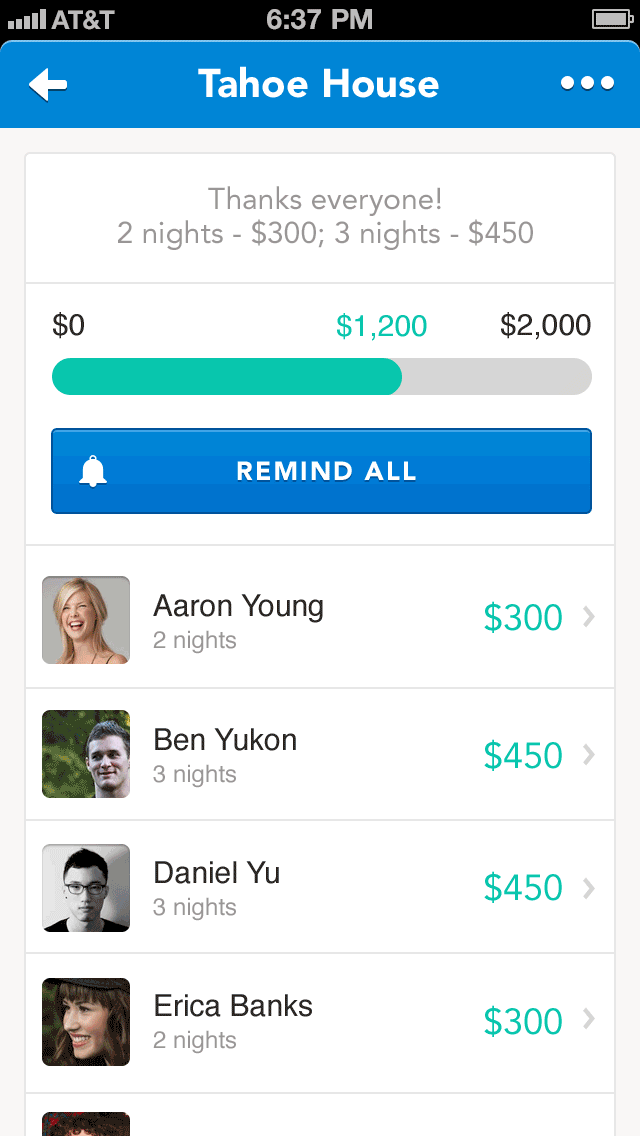 AT&T 6:37 PM
Tahoe House
Thanks everyone!
2 nights - $300; 3 nights - $450
$0 $1,200 $2,000
REMIND ALL
Aaron Young
2 nights
$300
Ben Yukon
3 nights
$450
Daniel Yu
3 nights
$450
Erica Banks
2 nights
$300